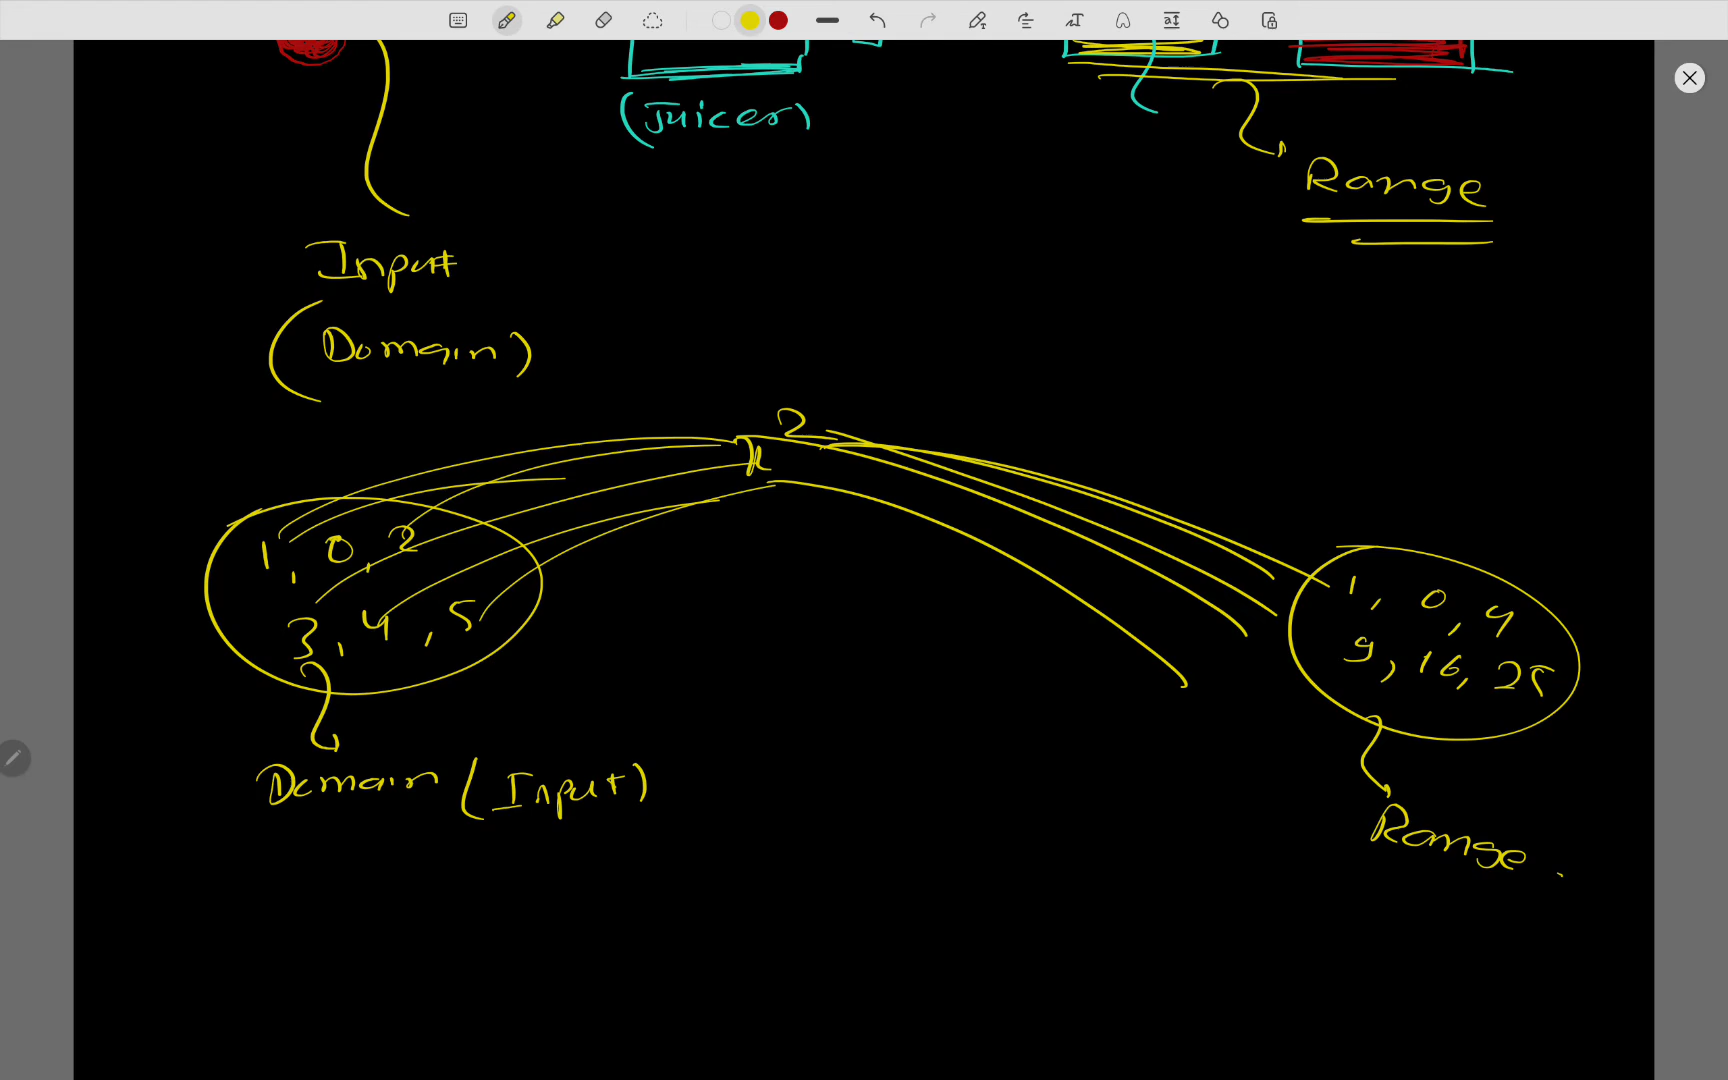 (Juicer)
Range
Input
(Domain)
x²
1, 0, 2
3, 4, 5
1, 0, 4
9, 16, 25
Domain (Input)
Range.